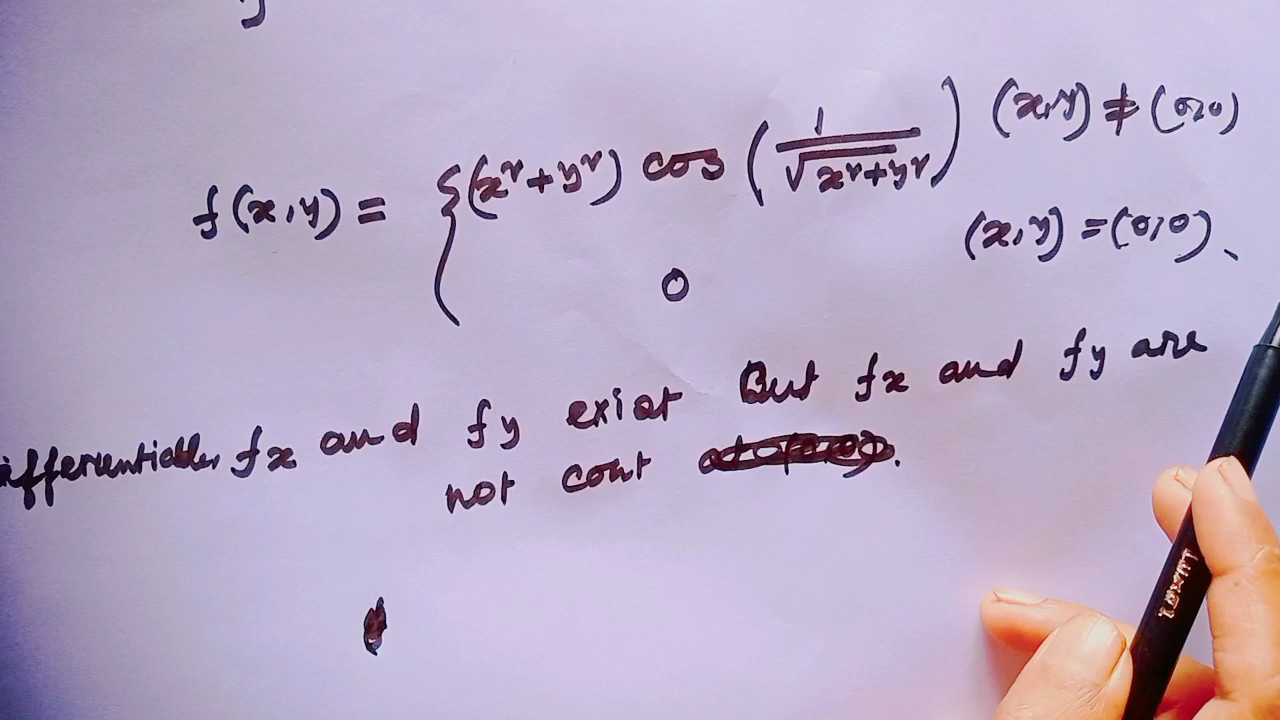 f(x,y) = { (x²+y²) cos (1/√x²+y²) (x,y) ≠ (0,0)
0 (x,y) = (0,0).
ifferentiable, fx and fy exist But fx and fy are
not cont